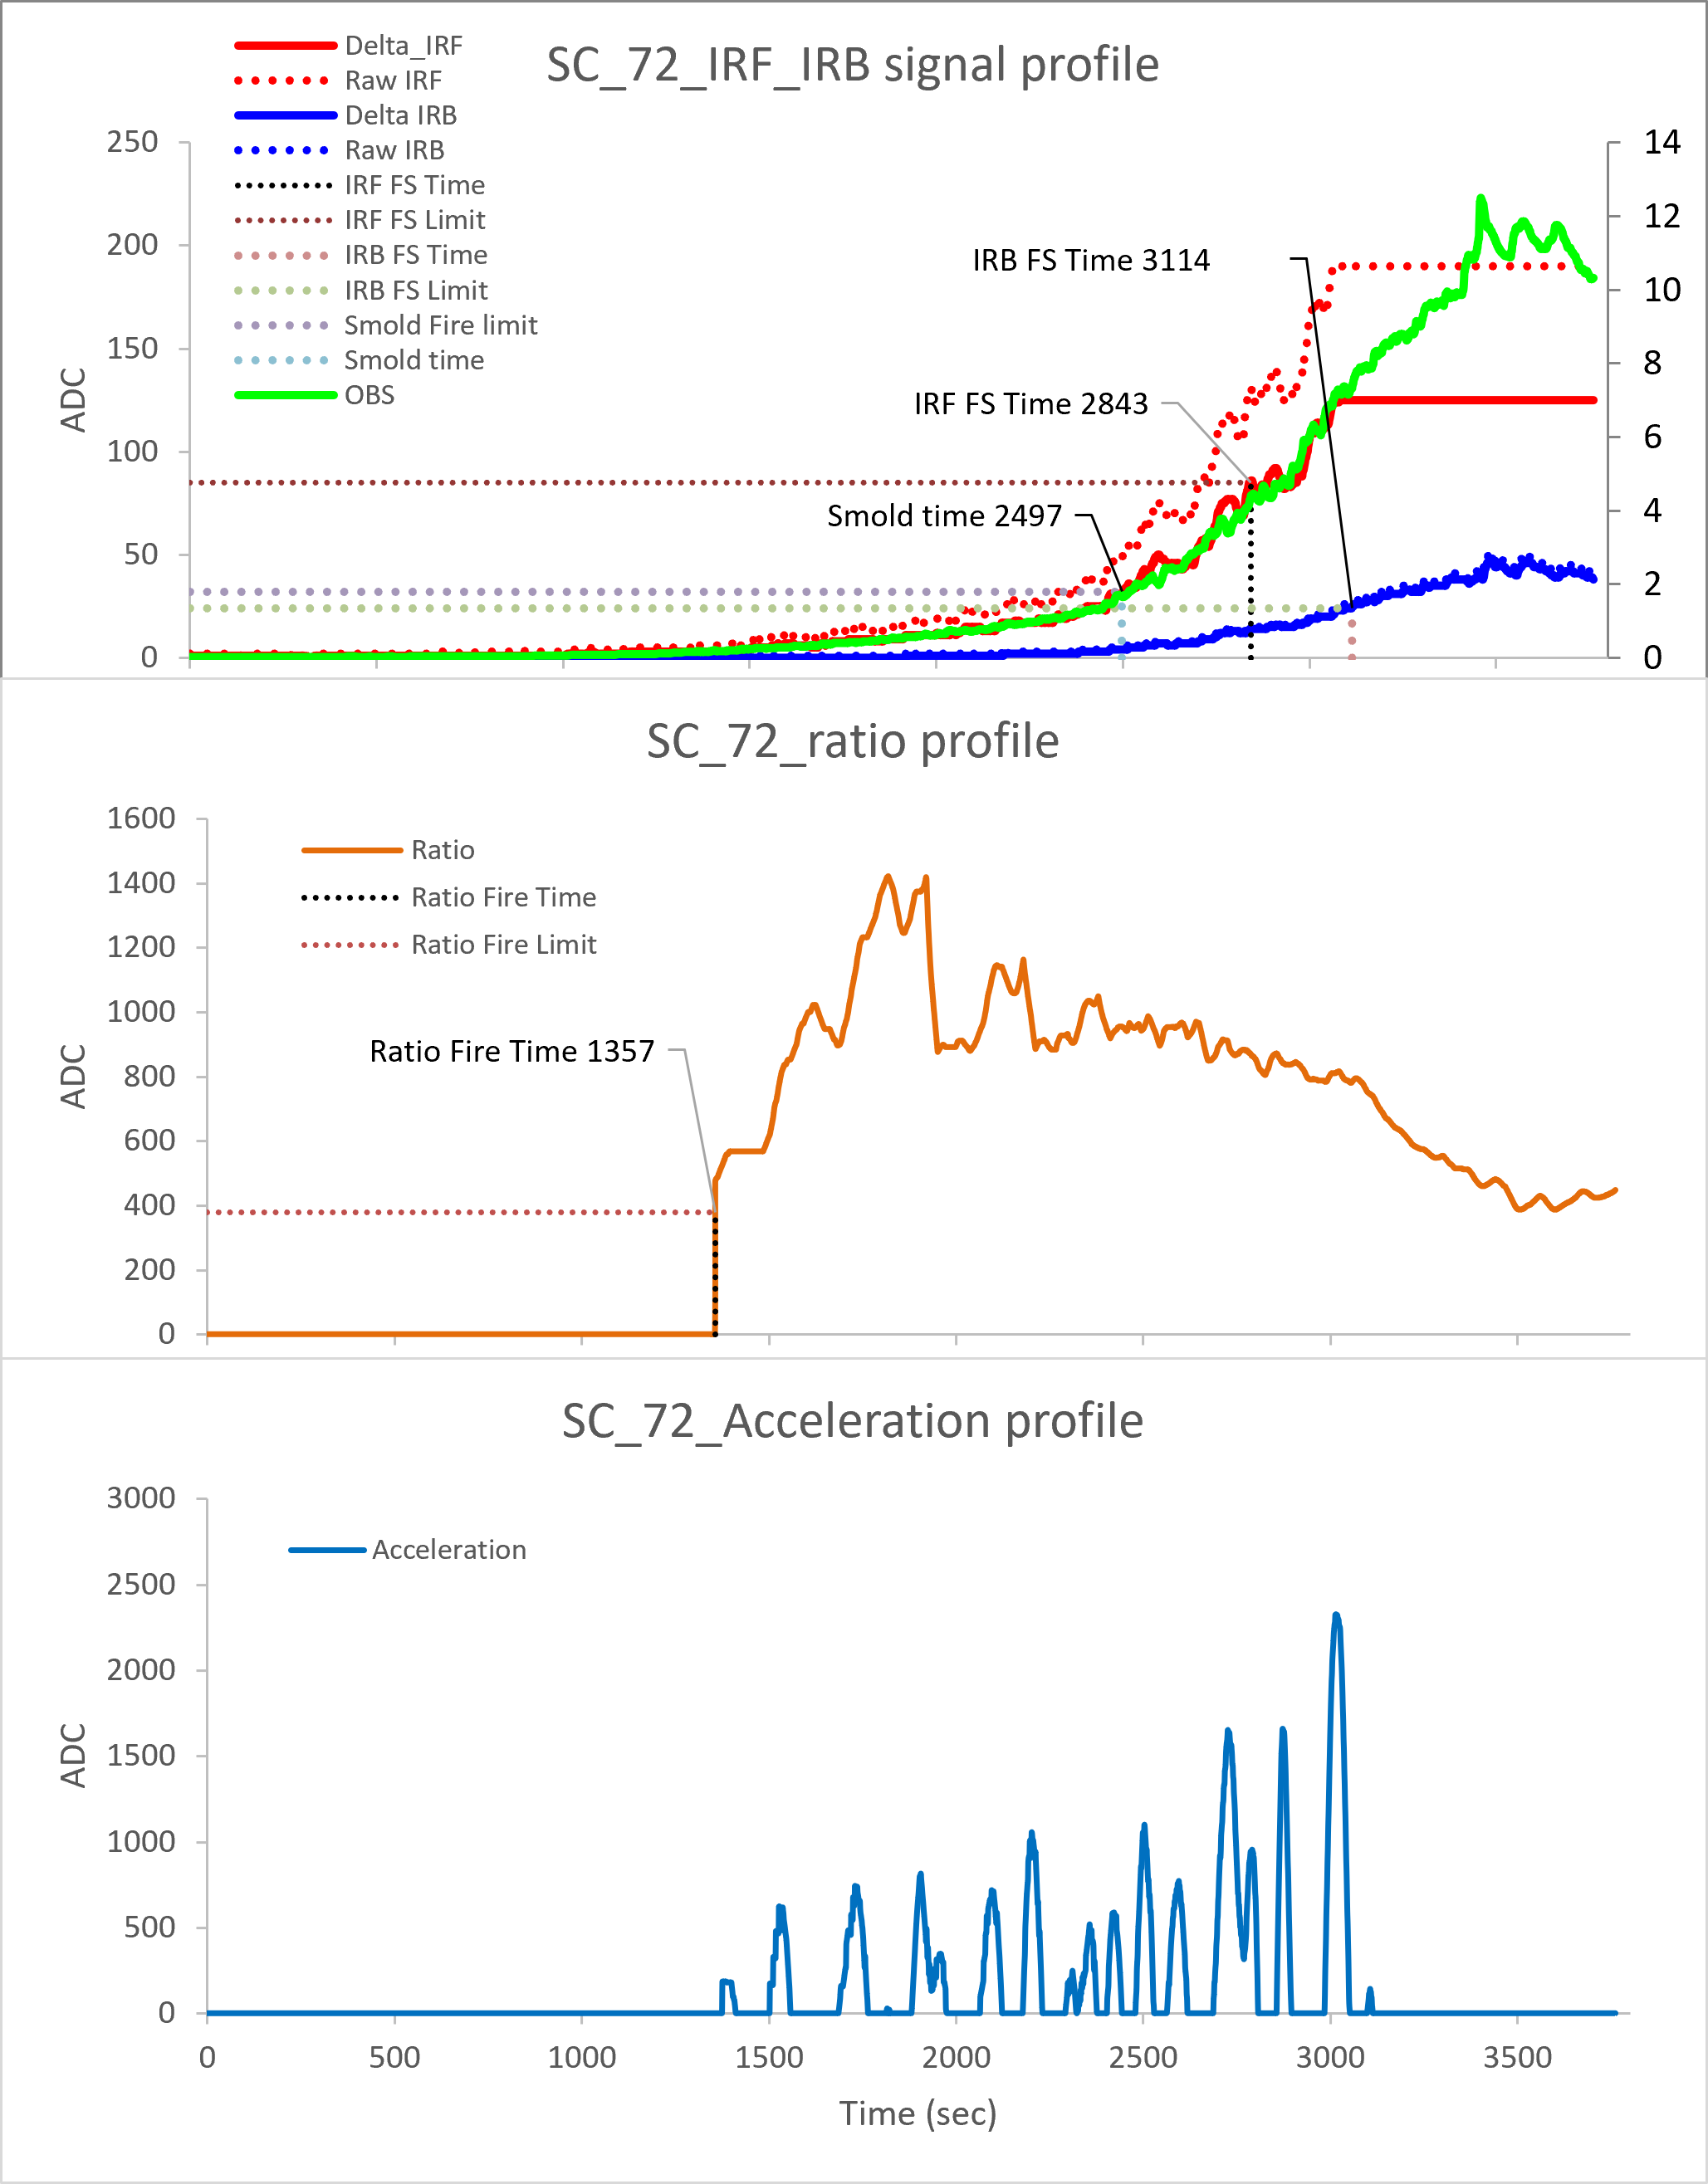 SC_72_IRF_IRB signal profile
Delta_IRF
Raw IRF
Delta IRB
Raw IRB
IRF FS Time
IRF FS Limit
IRB FS Time
IRB FS Limit
Smold Fire limit
Smold time
OBS
250
200
150
100
50
0
ADC
14
12
10
8
6
4
2
0
IRB FS Time 3114
IRF FS Time 2843
Smold time 2497
SC_72_ratio profile
1600
1400
1200
1000
800
600
400
200
0
ADC
Ratio
Ratio Fire Time
Ratio Fire Limit
Ratio Fire Time 1357
SC_72_Acceleration profile
3000
2500
2000
1500
1000
500
0
ADC
Acceleration
0 500 1000 1500 2000 2500 3000 3500
Time (sec)